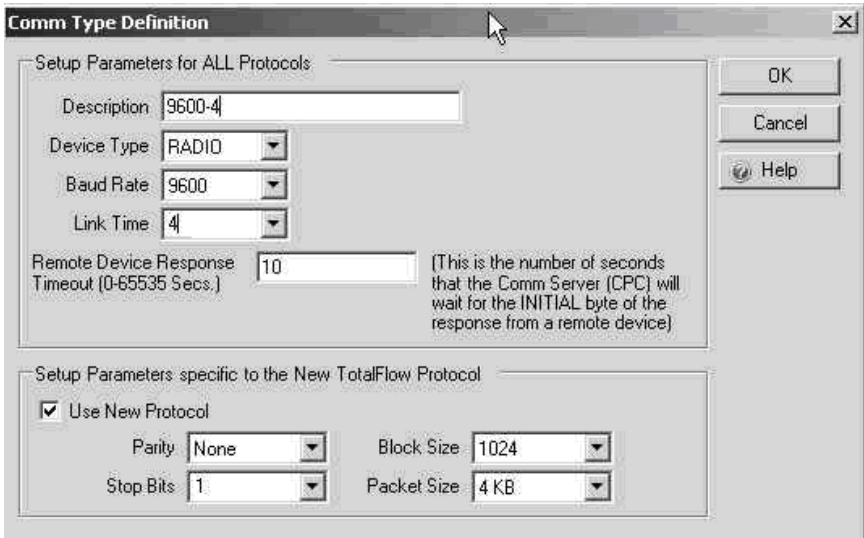 Comm Type Definition
Setup Parameters for ALL Protocols
Description 9600-4
Device Type RADIO
Baud Rate 9600
Link Time 4
Remote Device Response
Timeout (0-65535 Secs.)
10
(This is the number of seconds
that the Comm Server (CPC) will
wait for the INITIAL byte of the
response from a remote device)
OK
Cancel
Help
Setup Parameters specific to the New TotalFlow Protocol
Use New Protocol
Parity None Block Size 1024
Stop Bits 1 Packet Size 4 KB